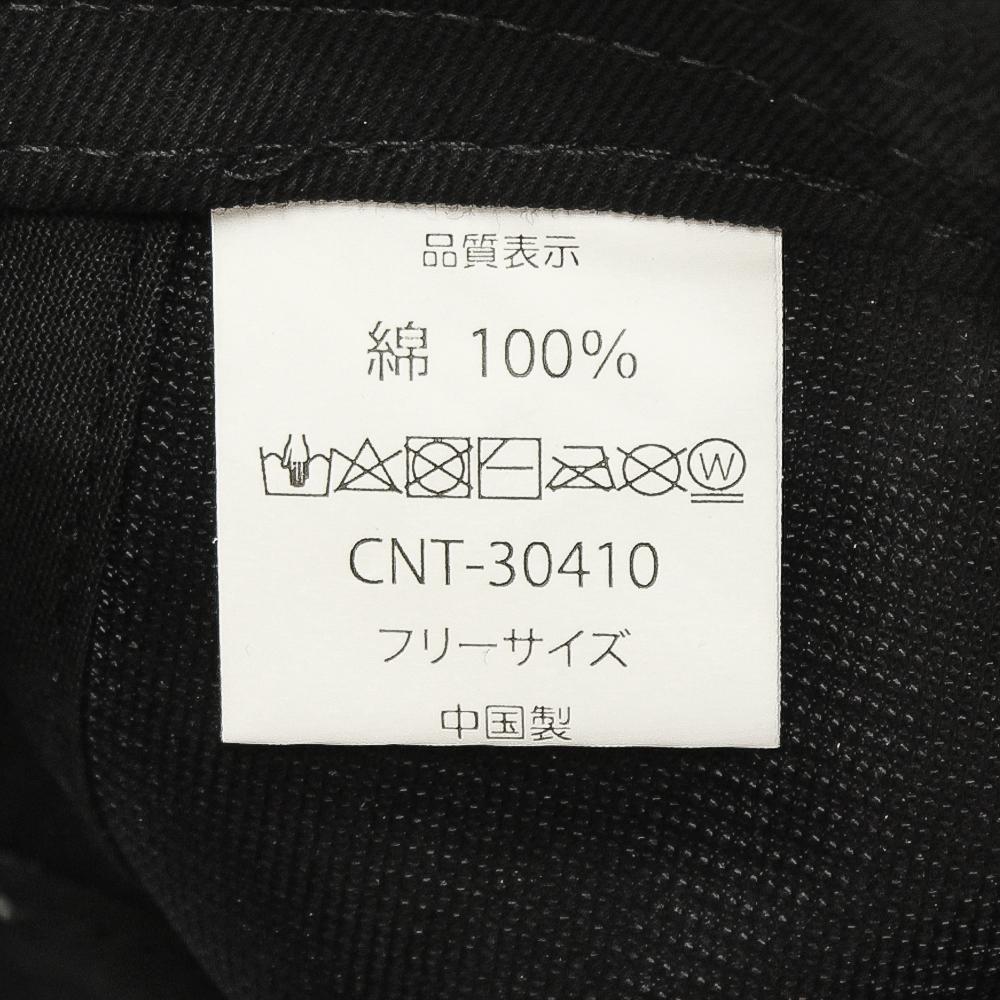 品質表示
綿 100%
W
CNT-30410
フリーサイズ
中国製